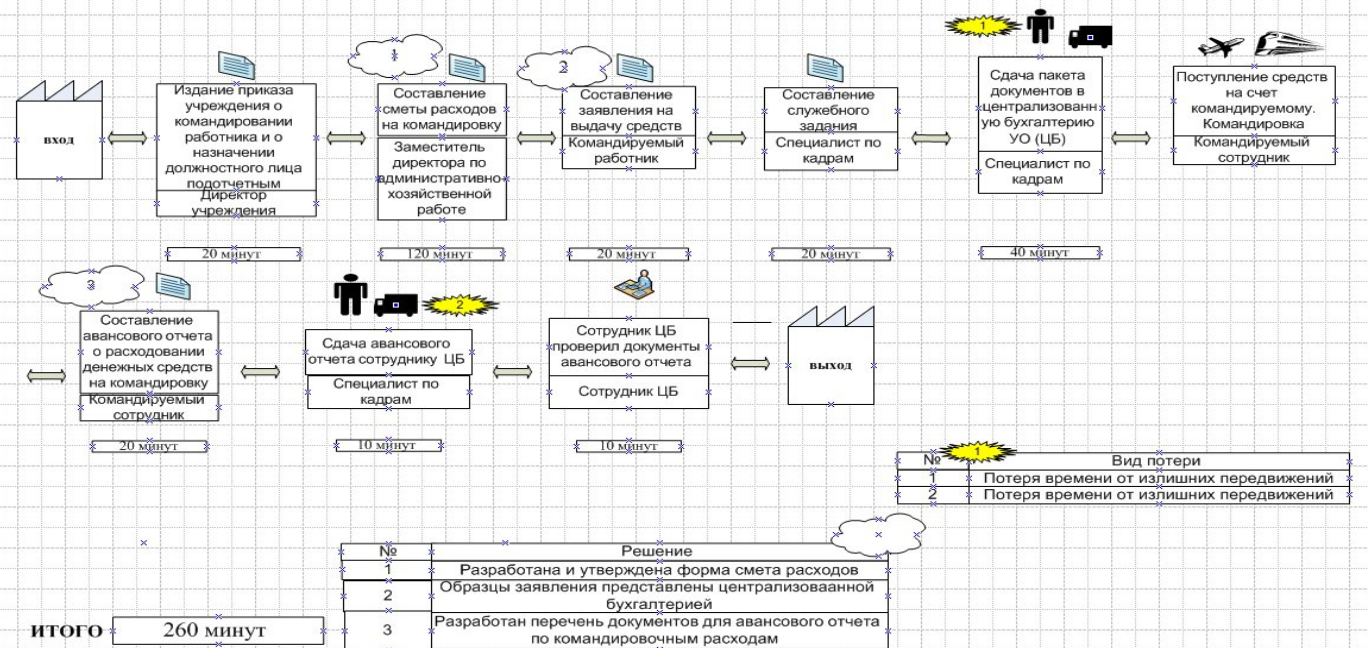 вход
Издание приказа
учреждения о
командировании
работника и о
назначении
должностного лица
подотчетным
Директор
учреждения
20 минут
1
Составление
сметы расходов
на командировку
Заместитель
директора по
административно
хозяйственной
работе
120 минут
2
Составление
заявления на
выдачу средств
Командируемый
работник
20 минут
Составление
служебного
задания
Специалист по
кадрам
20 минут
1
Сдача пакета
документов в
централизованн
ую бухгалтерию
УО (ЦБ)
Специалист по
кадрам
40 минут
Поступление средств
на счет
командируемому.
Командировка
Командируемый
сотрудник
3
Составление
авансового отчета
о расходовании
денежных средств
на командировку
Командируемый
сотрудник
20 минут
2
Сдача авансового
отчета сотруднику ЦБ
Специалист по
кадрам
10 минут
Сотрудник ЦБ
проверил документы
авансового отчета
Сотрудник ЦБ
10 минут
выход
1
№ Вид потери
1 Потеря времени от излишних передвижений
2 Потеря времени от излишних передвижений
№ Решение
1 Разработана и утверждена форма смета расходов
2 Образцы заявления представлены централизоваанной
бухгалтерией
3 Разработан перечень документов для авансового отчета
по командировочным расходам
ИТОГО 260 минут